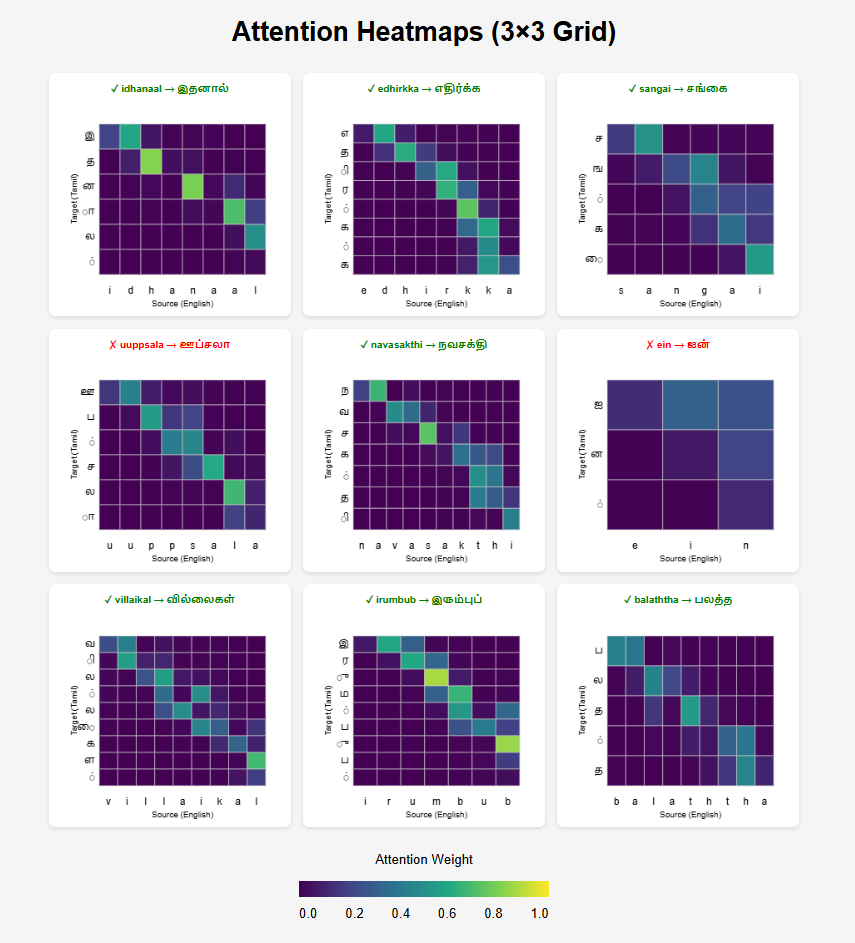 Attention Heatmaps (3×3 Grid)
✓ idhanaal → இதனால்
✓ edhirkka → எதிர்க்க
✓ sangai → சங்கை
Target (Tamil)
இ
த
ன
ா
ல
்
i d h a n a a l
Source (English)
Target (Tamil)
எ
த
ி
ர
்
க
்
க
e d h i r k k a
Source (English)
Target (Tamil)
ச
ங
்
க
ை
s a n g a i
Source (English)
✗ uuppsala → ஊப்சலா
✓ navasakthi → நவசக்தி
✗ ein → ஐன்
Target (Tamil)
ஊ
ப
்
ச
ல
ா
u u p p s a l a
Source (English)
Target (Tamil)
ந
வ
ச
க
்
த
ி
n a v a s a k t h i
Source (English)
Target (Tamil)
ஐ
ன
்
e i n
Source (English)
✓ villaikal → வில்லைகள்
✓ irumbub → இரும்புப்
✓ balaththa → பலத்த
Target (Tamil)
வ
ி
ல
்
ல
ை
க
ள
்
v i l l a i k a l
Source (English)
Target (Tamil)
இ
ர
ு
ம
்
ப
ு
ப
்
i r u m b u b
Source (English)
Target (Tamil)
ப
ல
த
்
த
b a l a t h t h a
Source (English)
Attention Weight
0.0 0.2 0.4 0.6 0.8 1.0